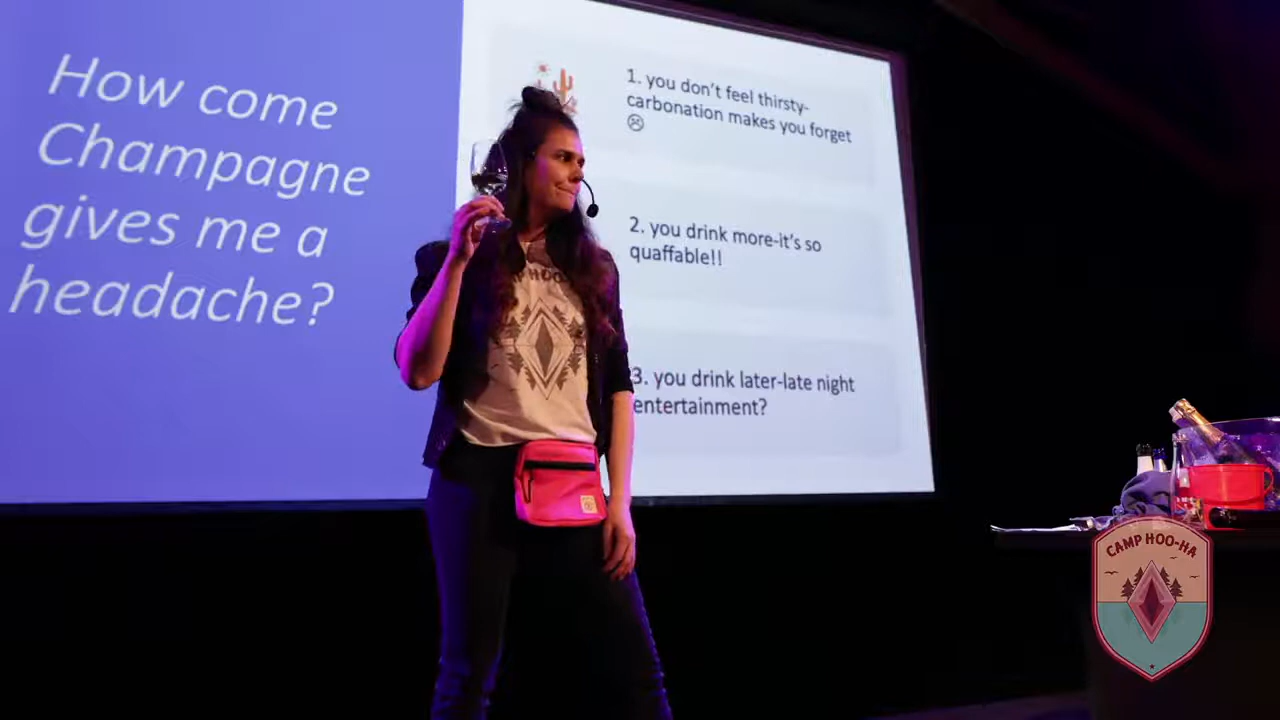 How come
Champagne
gives me a
headache?
1. you don't feel thirsty-
carbonation makes you forget
☹
2. you drink more-it's so
quaffable!!
3. you drink later-late night
entertainment?
CAMP HOO-HA